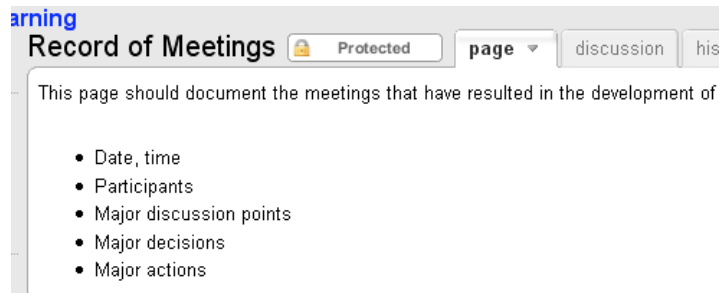 arning
Record of Meetings Protected page discussion his
This page should document the meetings that have resulted in the development of
• Date, time
• Participants
• Major discussion points
• Major decisions
• Major actions